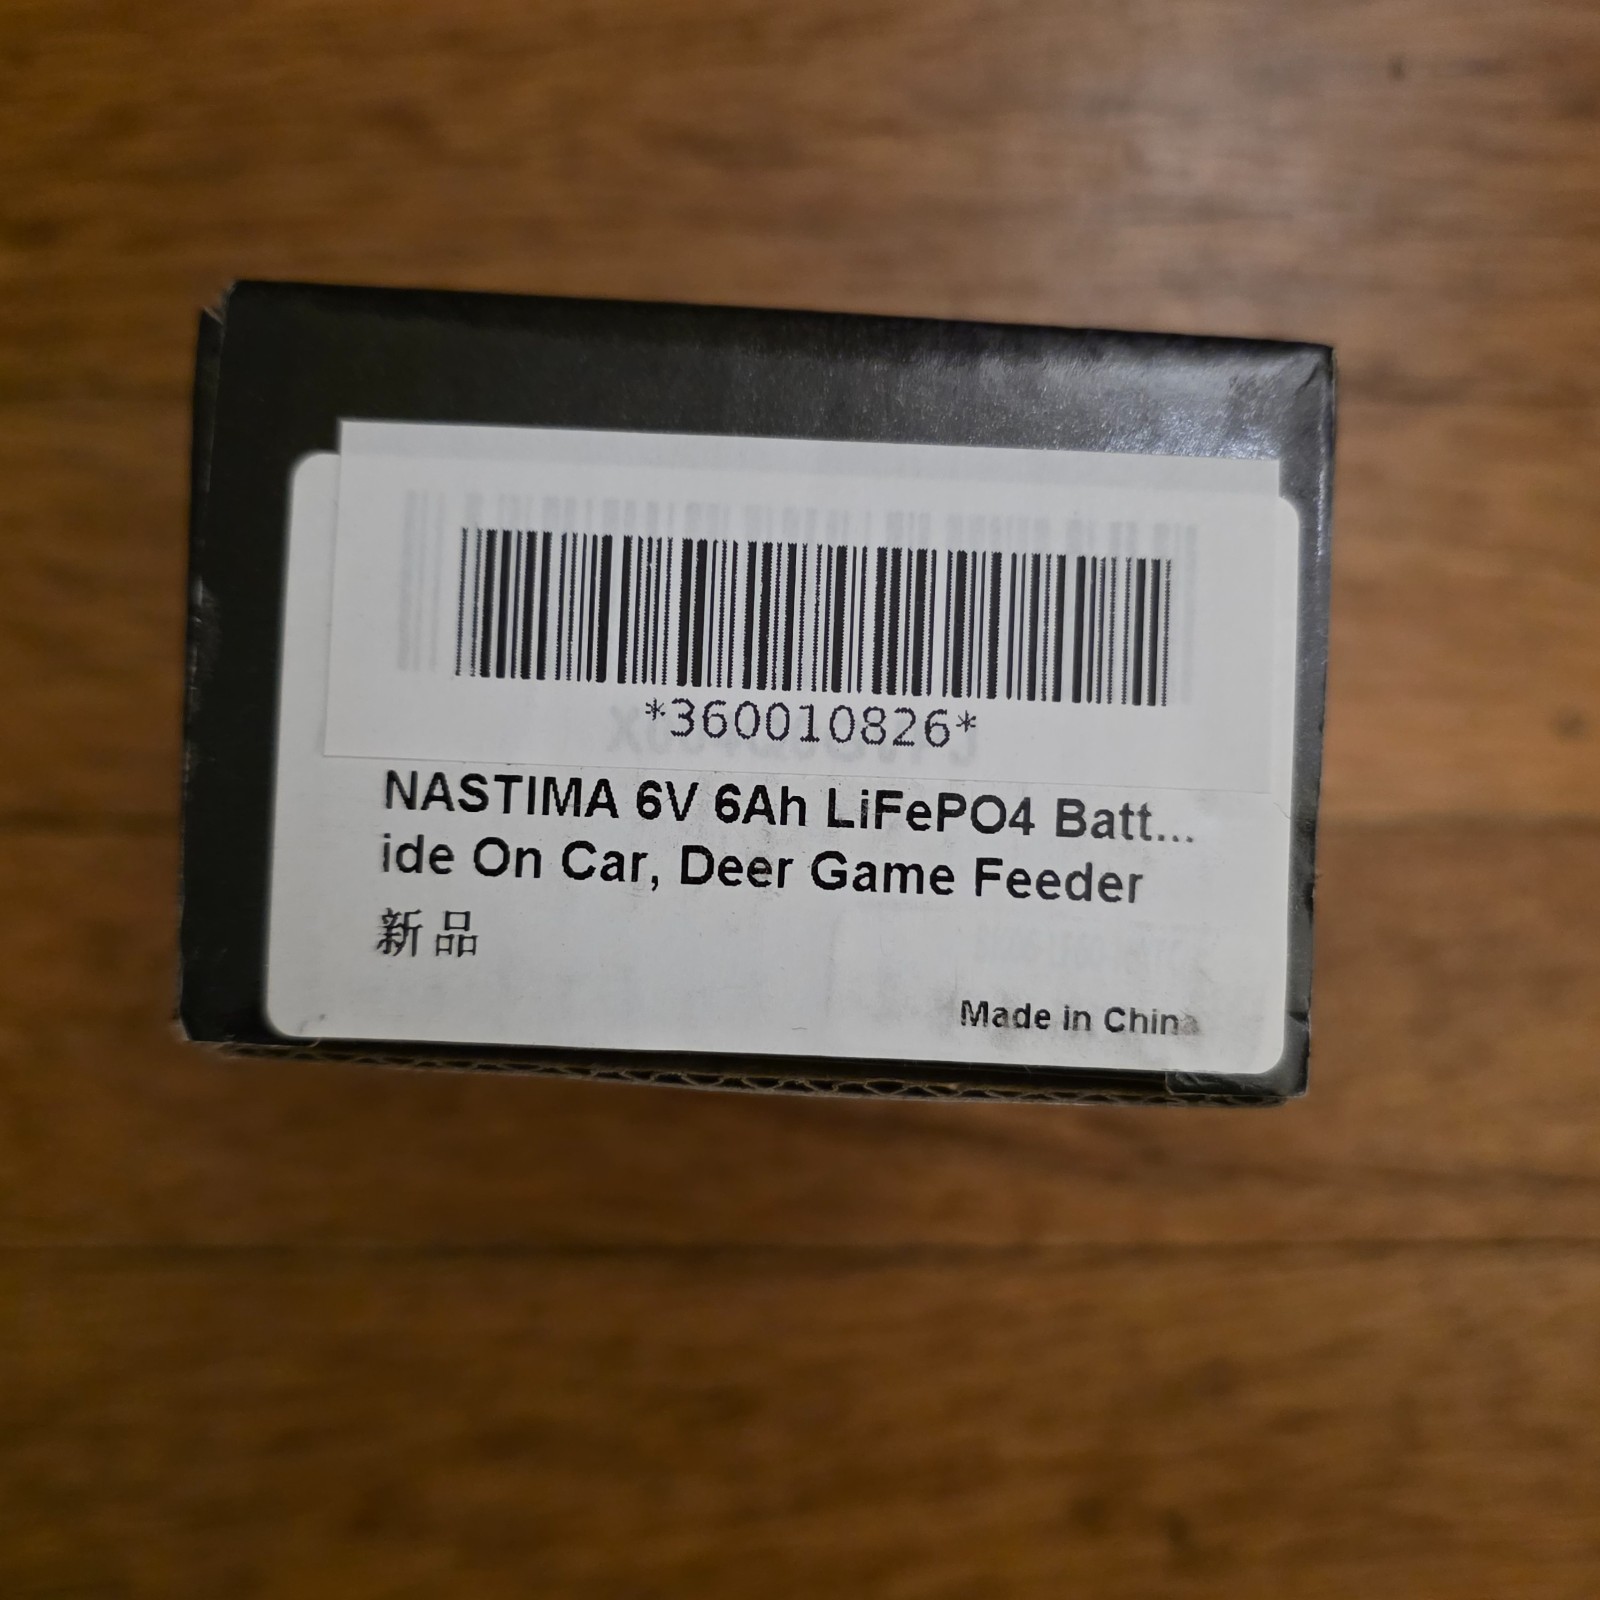 *360010826*
NASTIMA 6V 6Ah LiFePO4 Batt...
ide On Car, Deer Game Feeder
新品
Made in China